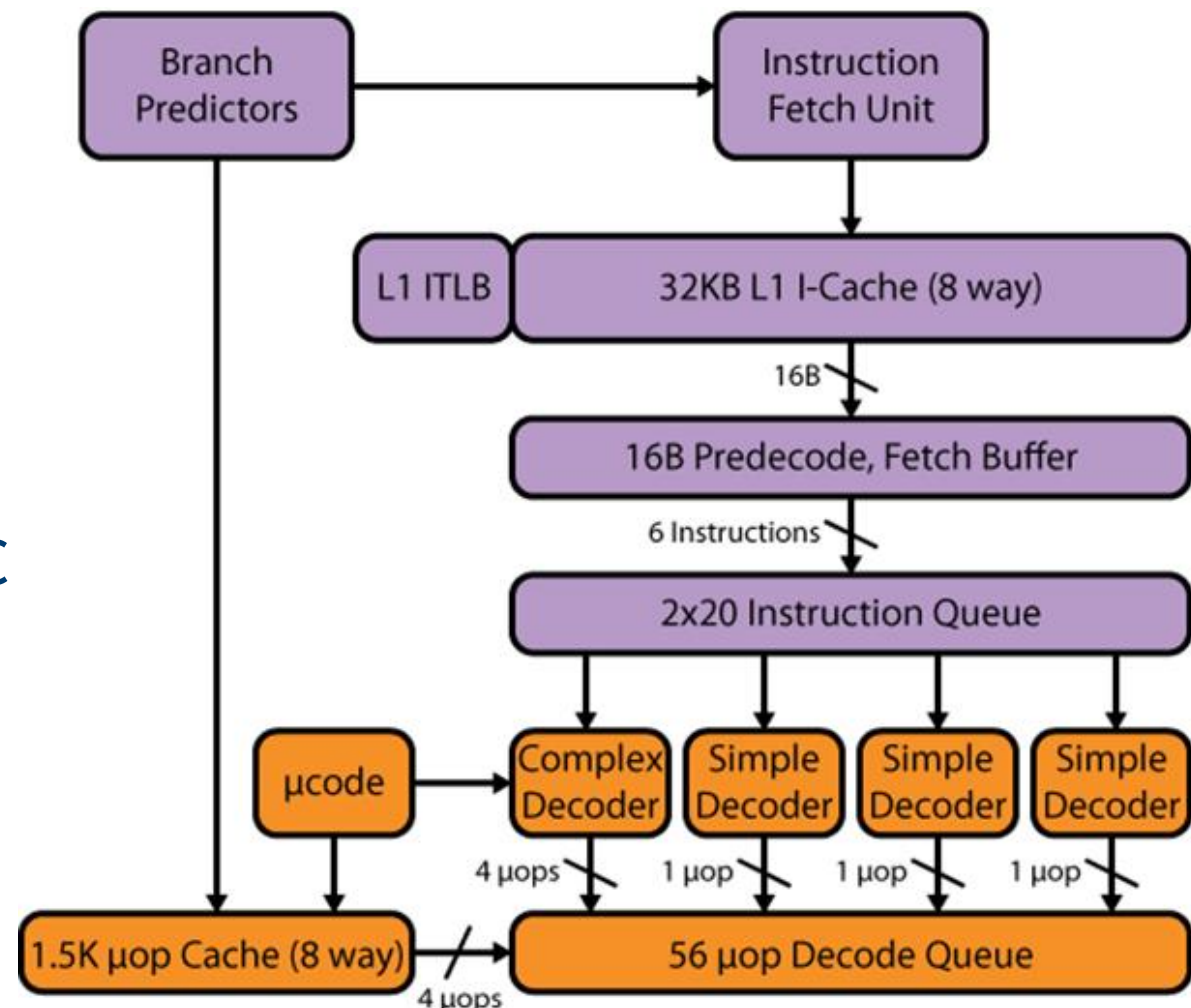 Branch
Predictors
Instruction
Fetch Unit
L1 ITLB
32KB L1 I-Cache (8 way)
16B
16B Predecode, Fetch Buffer
6 Instructions
2x20 Instruction Queue
µcode
Complex
Decoder
Simple
Decoder
Simple
Decoder
Simple
Decoder
4 µops
1 µop
1 µop
1 µop
1.5K µop Cache (8 way)
4 µops
56 µop Decode Queue